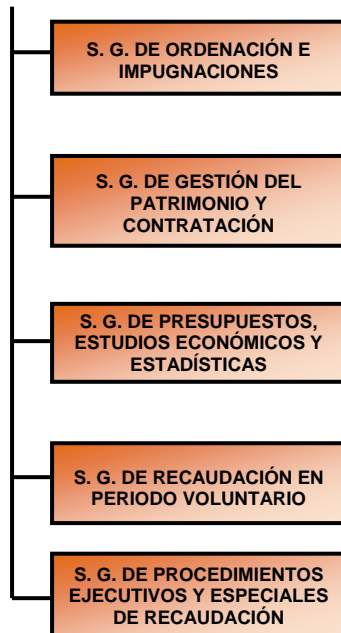 S. G. DE ORDENACIÓN E
IMPUGNACIONES
S. G. DE GESTIÓN DEL
PATRIMONIO Y
CONTRATACIÓN
S. G. DE PRESUPUESTOS,
ESTUDIOS ECONÓMICOS Y
ESTADÍSTICAS
S. G. DE RECAUDACIÓN EN
PERIODO VOLUNTARIO
S. G. DE PROCEDIMIENTOS
EJECUTIVOS Y ESPECIALES
DE RECAUDACIÓN